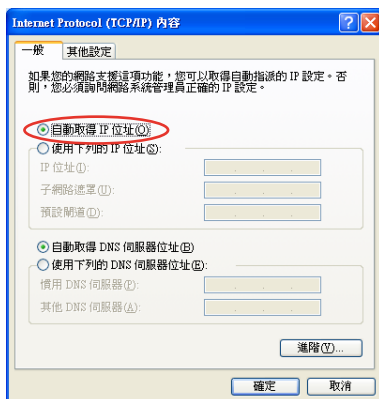 Internet Protocol (TCP/IP) 內容
一般 其他設定
如果您的網路支援這項功能，您可以取得自動指派的 IP 設定。否
則，您必須詢問網路系統管理員正確的 IP 設定。
自動取得 IP 位址(O)
使用下列的 IP 位址(S):
IP 位址(I):
子網路遮罩(U):
預設閘道(D):
自動取得 DNS 伺服器位址(B)
使用下列的 DNS 伺服器位址(E):
慣用 DNS 伺服器(P):
其他 DNS 伺服器(A):
進階(V)...
確定 取消